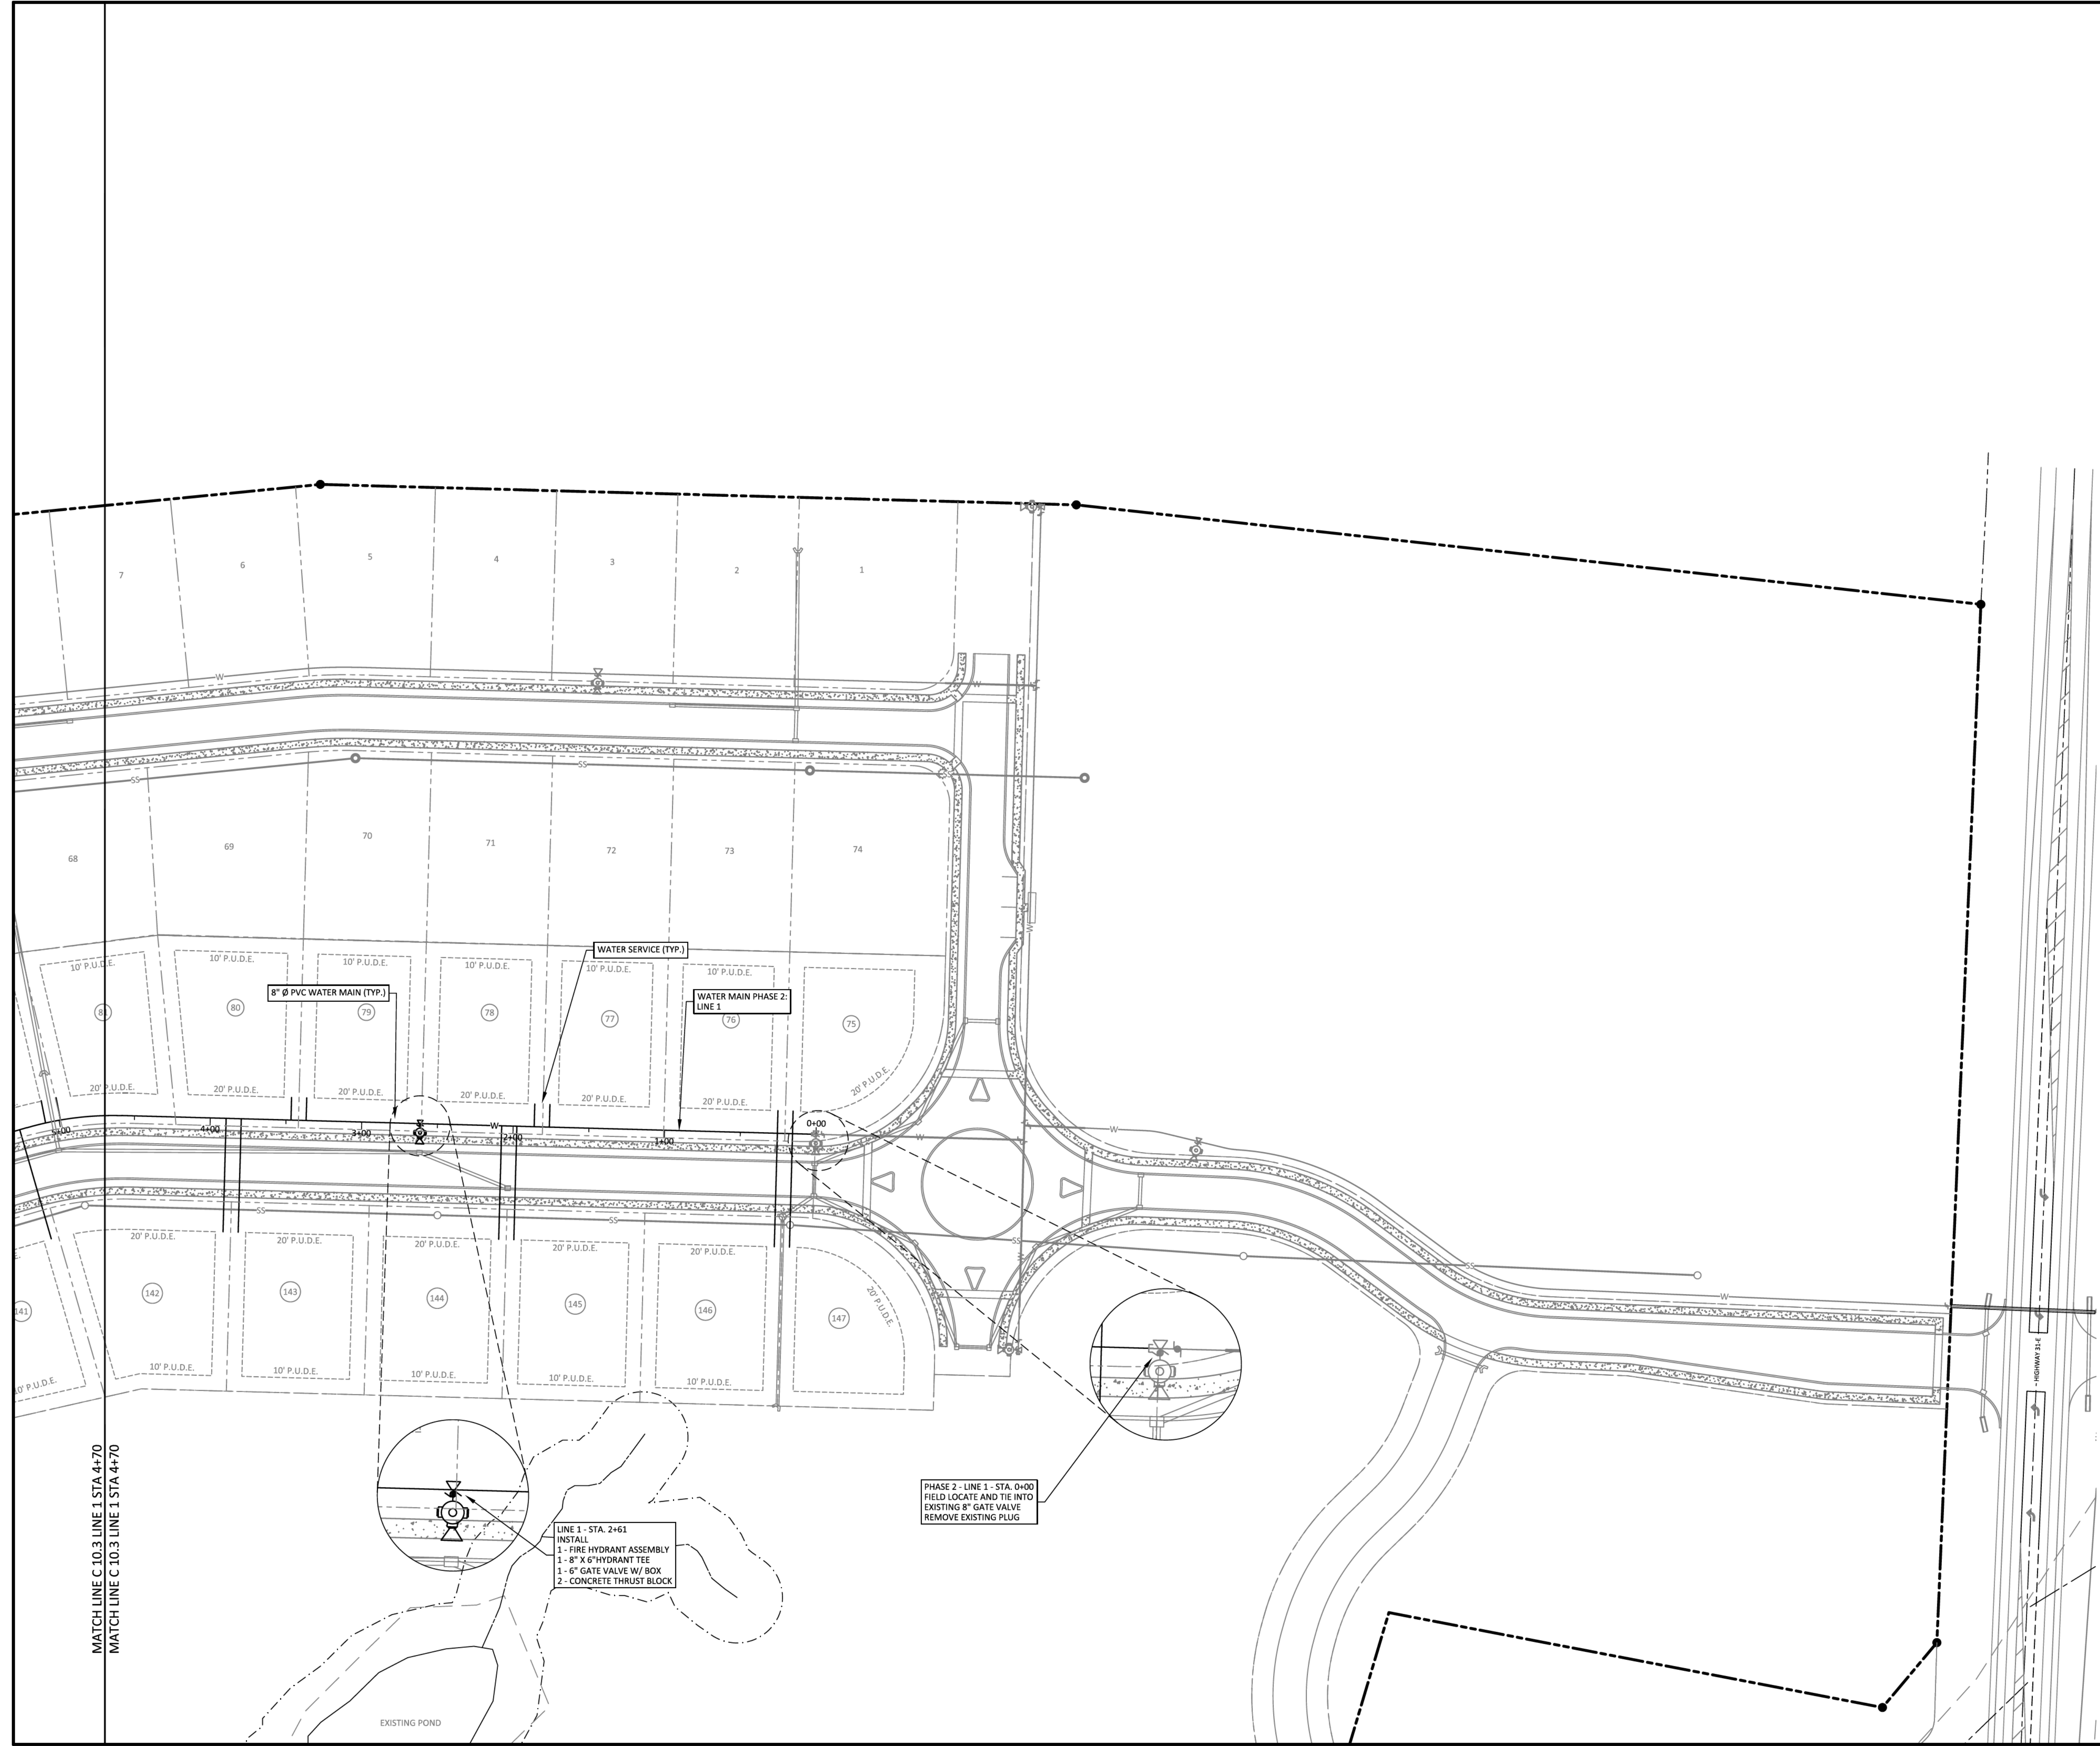 7
6
5
4
3
2
1
W
W
SS
SS
SS
68
69
70
71
72
73
74
W
WATER SERVICE (TYP.)
8" Ø PVC WATER MAIN (TYP.)
WATER MAIN PHASE 2:
LINE 1
10' P.U.D.E.
10' P.U.D.E.
10' P.U.D.E.
10' P.U.D.E.
10' P.U.D.E.
10' P.U.D.E.
81
80
79
78
77
76
75
20' P.U.D.E.
20' P.U.D.E.
20' P.U.D.E.
20' P.U.D.E.
20' P.U.D.E.
20' P.U.D.E.
20' P.U.D.E.
5+00
4+00
3+00
W
2+00
1+00
0+00
W
W
SS
SS
SS
SS
W
W
20' P.U.D.E.
20' P.U.D.E.
20' P.U.D.E.
20' P.U.D.E.
20' P.U.D.E.
20' P.U.D.E.
141
142
143
144
145
146
147
10' P.U.D.E.
10' P.U.D.E.
10' P.U.D.E.
10' P.U.D.E.
10' P.U.D.E.
10' P.U.D.E.
HIGHWAY 31-E
MATCH LINE C 10.3 LINE 1 STA 4+70
MATCH LINE C 10.3 LINE 1 STA 4+70
PHASE 2 - LINE 1 - STA. 0+00
FIELD LOCATE AND TIE INTO
EXISTING 8" GATE VALVE
REMOVE EXISTING PLUG
LINE 1 - STA. 2+61
INSTALL
1 - FIRE HYDRANT ASSEMBLY
1 - 8" X 6"HYDRANT TEE
1 - 6" GATE VALVE W/ BOX
2 - CONCRETE THRUST BLOCK
EXISTING POND